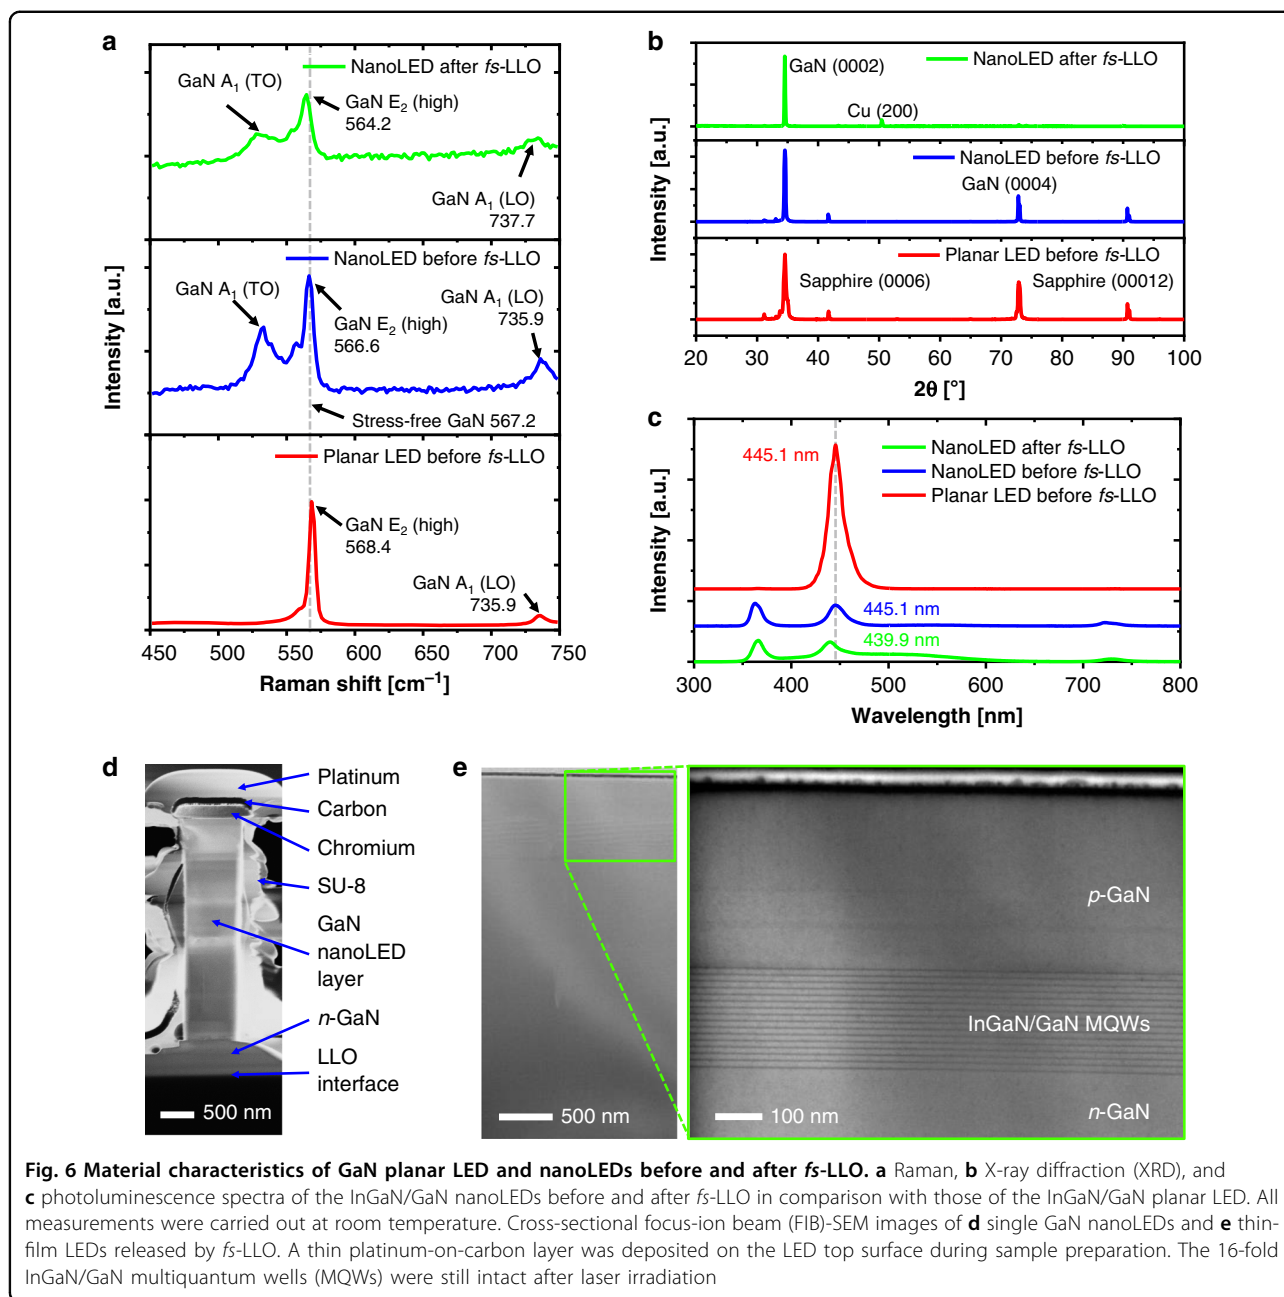 a
NanoLED after fs-LLO
GaN A1 (TO)
GaN E2 (high)
564.2
GaN A1 (LO)
737.7
NanoLED before fs-LLO
GaN A1 (TO)
GaN A1 (LO)
735.9
GaN E2 (high)
566.6
Stress-free GaN 567.2
Planar LED before fs-LLO
GaN E2 (high)
568.4
GaN A1 (LO)
735.9
Intensity [a.u.]
450 500 550 600 650 700 750
Raman shift [cm−1]
b
GaN (0002)
NanoLED after fs-LLO
Cu (200)
NanoLED before fs-LLO
GaN (0004)
Planar LED before fs-LLO
Sapphire (0006)
Sapphire (00012)
Intensity [a.u.]
20 30 40 50 60 70 80 90 100
2θ [°]
c
445.1 nm
NanoLED after fs-LLO
NanoLED before fs-LLO
Planar LED before fs-LLO
445.1 nm
439.9 nm
Intensity [a.u.]
300 400 500 600 700 800
Wavelength [nm]
d
Platinum
Carbon
Chromium
SU-8
GaN
nanoLED
layer
n-GaN
LLO
interface
500 nm
e
500 nm
p-GaN
InGaN/GaN MQWs
n-GaN
100 nm
Fig. 6 Material characteristics of GaN planar LED and nanoLEDs before and after fs-LLO. a Raman, b X-ray diffraction (XRD), and
c photoluminescence spectra of the InGaN/GaN nanoLEDs before and after fs-LLO in comparison with those of the InGaN/GaN planar LED. All
measurements were carried out at room temperature. Cross-sectional focus-ion beam (FIB)-SEM images of d single GaN nanoLEDs and e thin-
film LEDs released by fs-LLO. A thin platinum-on-carbon layer was deposited on the LED top surface during sample preparation. The 16-fold
InGaN/GaN multiquantum wells (MQWs) were still intact after laser irradiation